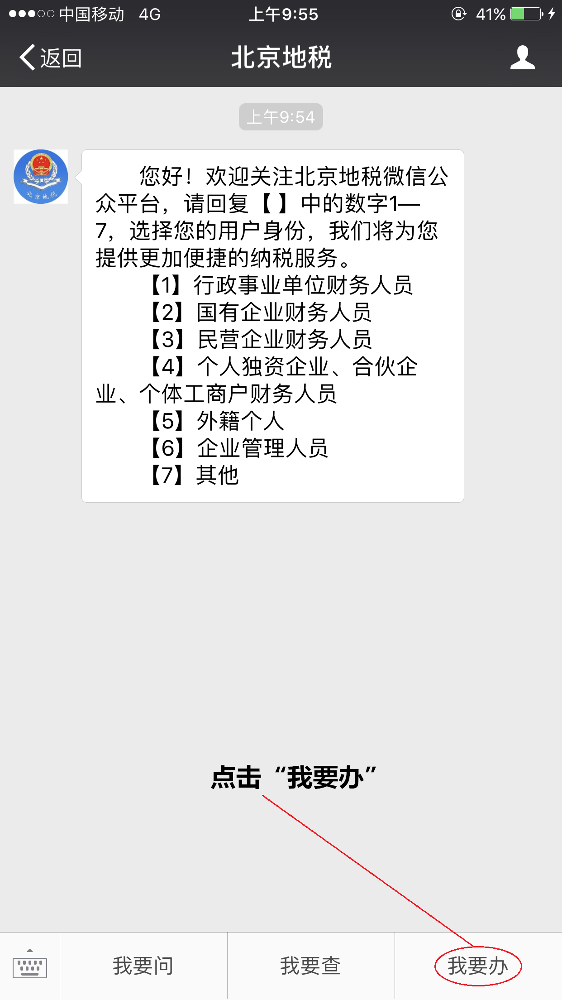 中国移动 4G 上午9:55 41%
返回 北京地税
上午9:54
北京地税
您好！欢迎关注北京地税微信公
众平台，请回复【 】中的数字1—
7，选择您的用户身份，我们将为您
提供更加便捷的纳税服务。
【1】行政事业单位财务人员
【2】国有企业财务人员
【3】民营企业财务人员
【4】个人独资企业、合伙企
业、个体工商户财务人员
【5】外籍个人
【6】企业管理人员
【7】其他
点击“我要办”
我要问 我要查 我要办